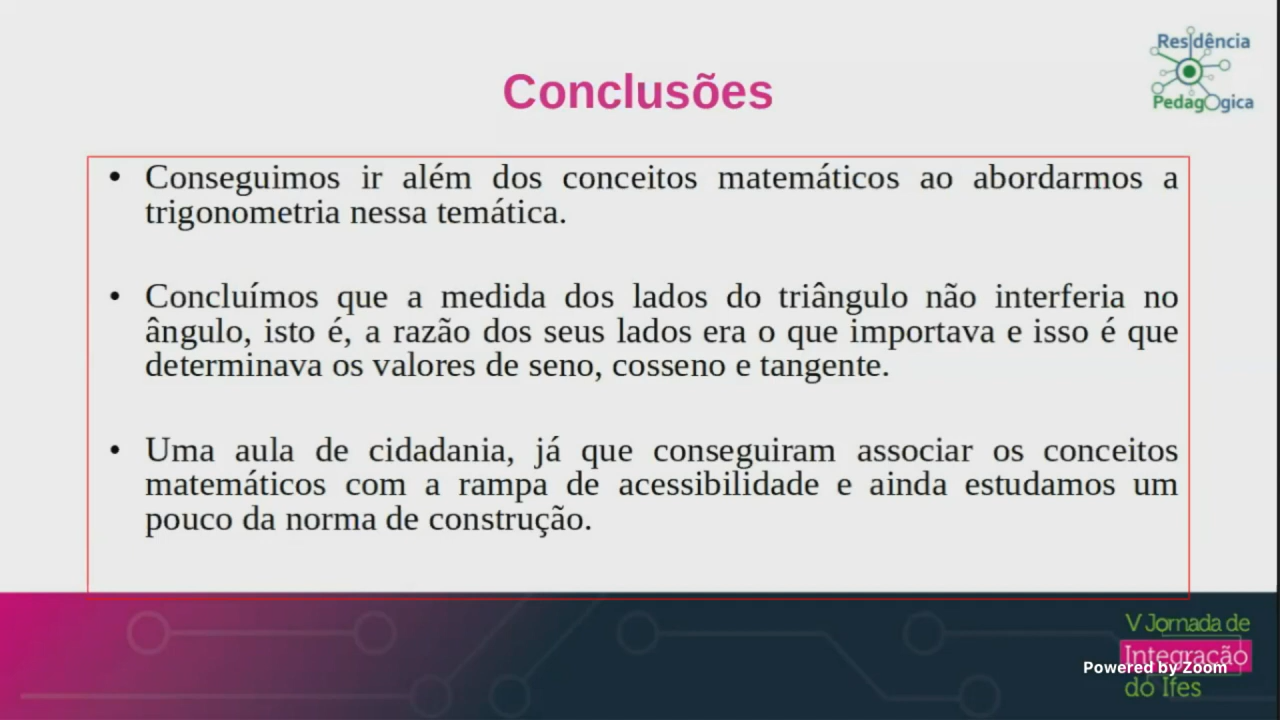 Residência
PedagOgica
Conclusões
• Conseguimos ir além dos conceitos matemáticos ao abordarmos a
trigonometria nessa temática.
• Concluímos que a medida dos lados do triângulo não interferia no
ângulo, isto é, a razão dos seus lados era o que importava e isso é que
determinava os valores de seno, cosseno e tangente.
• Uma aula de cidadania, já que conseguiram associar os conceitos
matemáticos com a rampa de acessibilidade e ainda estudamos um
pouco da norma de construção.
V Jornada de
Integração
do Ifes
Powered by Zoom